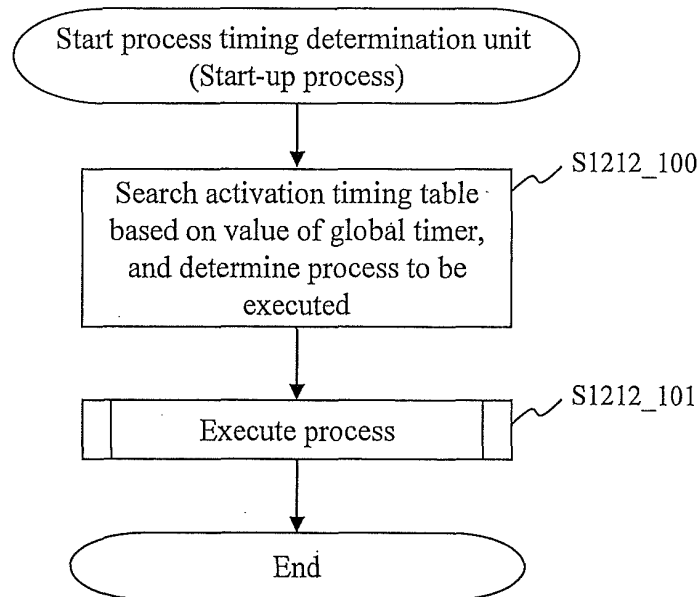 Start process timing determination unit
(Start-up process)
S1212_100
Search activation timing table
based on value of global timer,
and determine process to be
executed
S1212_101
Execute process
End